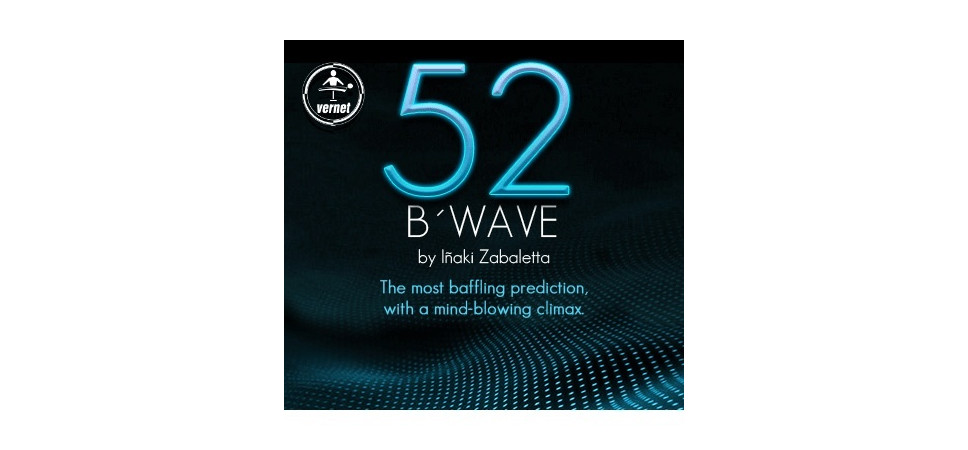 vernet
52
B´WAVE
by Iñaki Zabaletta
The most baffling prediction,
with a mind-blowing climax.